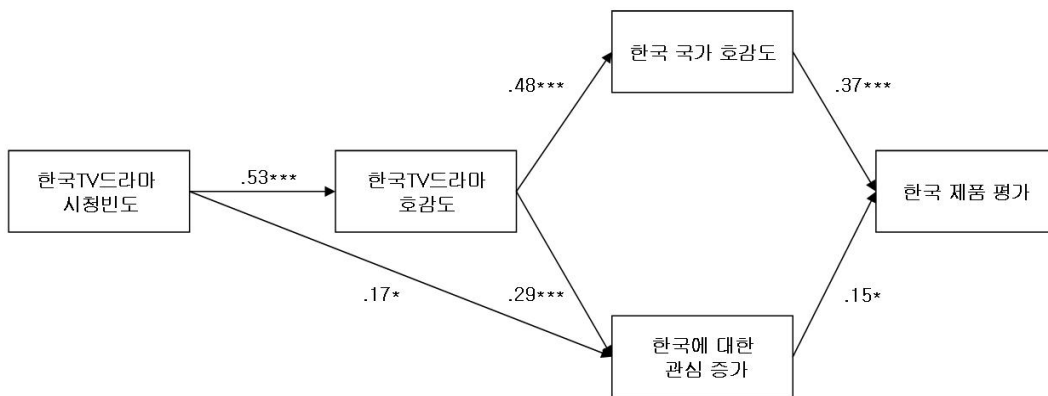 한국 국가 호감도
.48***
.37***
한국TV드라마
시청빈도
.53***
한국TV드라마
호감도
한국 제품 평가
.17*
.29***
.15*
한국에 대한
관심 증가